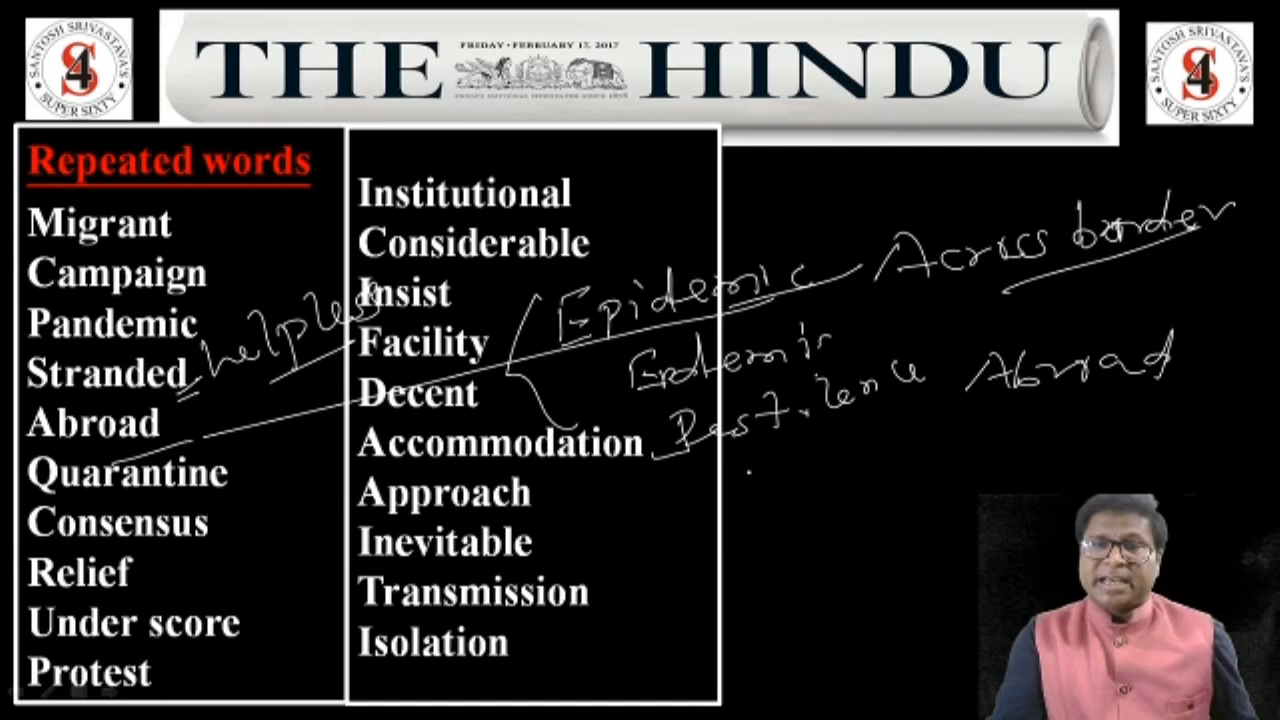 SANTOSH SRIVASTAVA'S
S4
SUPER SIXTY
THE HINDU
FRIDAY • FEBRUARY 17, 2017
SANTOSH SRIVASTAVA'S
S4
SUPER SIXTY
Repeated words
Migrant
Campaign
Pandemic
Stranded helpless
Abroad
Quarantine
Consensus
Relief
Under score
Protest
Institutional
Considerable
Insist
Facility
Decent
Accommodation
Approach
Inevitable
Transmission
Isolation
Epidemic Across border
Endemic
Pestilence Abroad